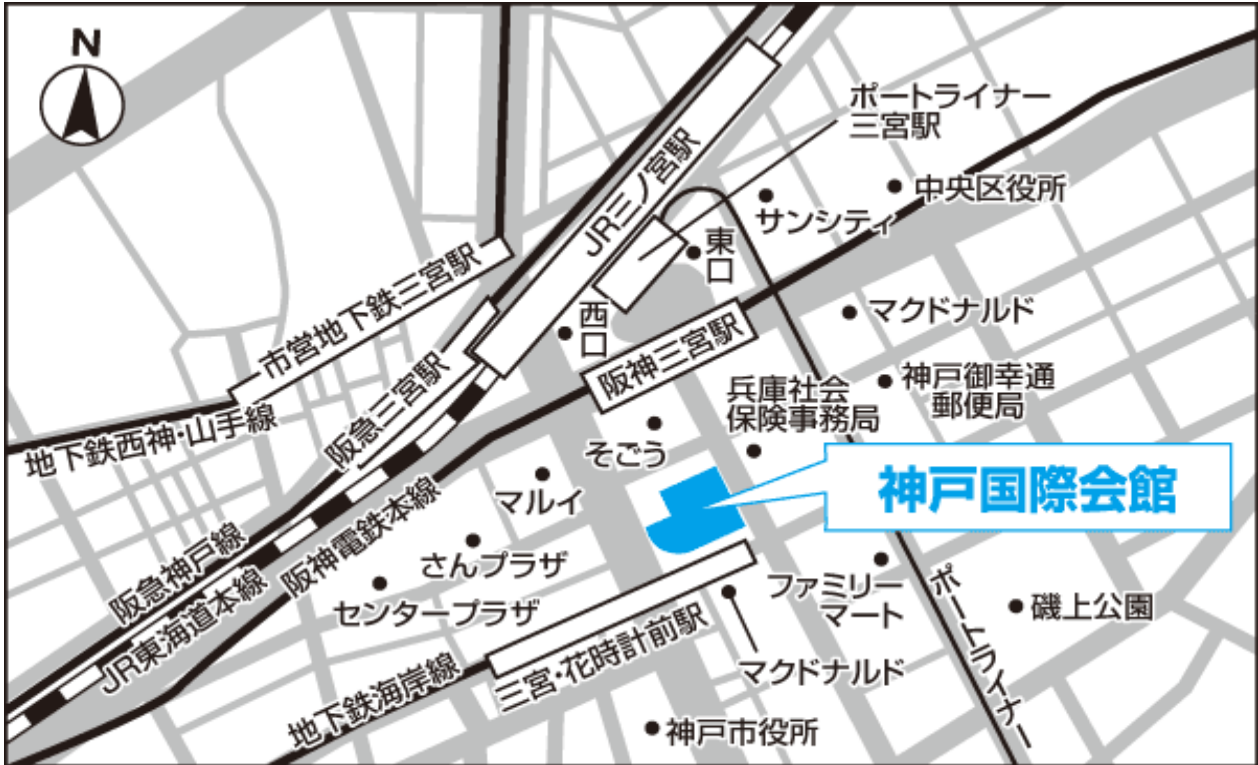 N
ポートライナー
三宮駅
JR三ノ宮駅
中央区役所
サンシティ
東
口
市営地下鉄三宮駅
西
口
マクドナルド
阪急三宮駅
阪神三宮駅
兵庫社会
保険事務局
神戸御幸通
郵便局
地下鉄西神・山手線
そごう
神戸国際会館
マルイ
阪急神戸線
JR東海道本線
阪神電鉄本線
さんプラザ
センタープラザ
ファミリー
マート
ポートライナー
磯上公園
マクドナルド
三宮・花時計前駅
地下鉄海岸線
神戸市役所